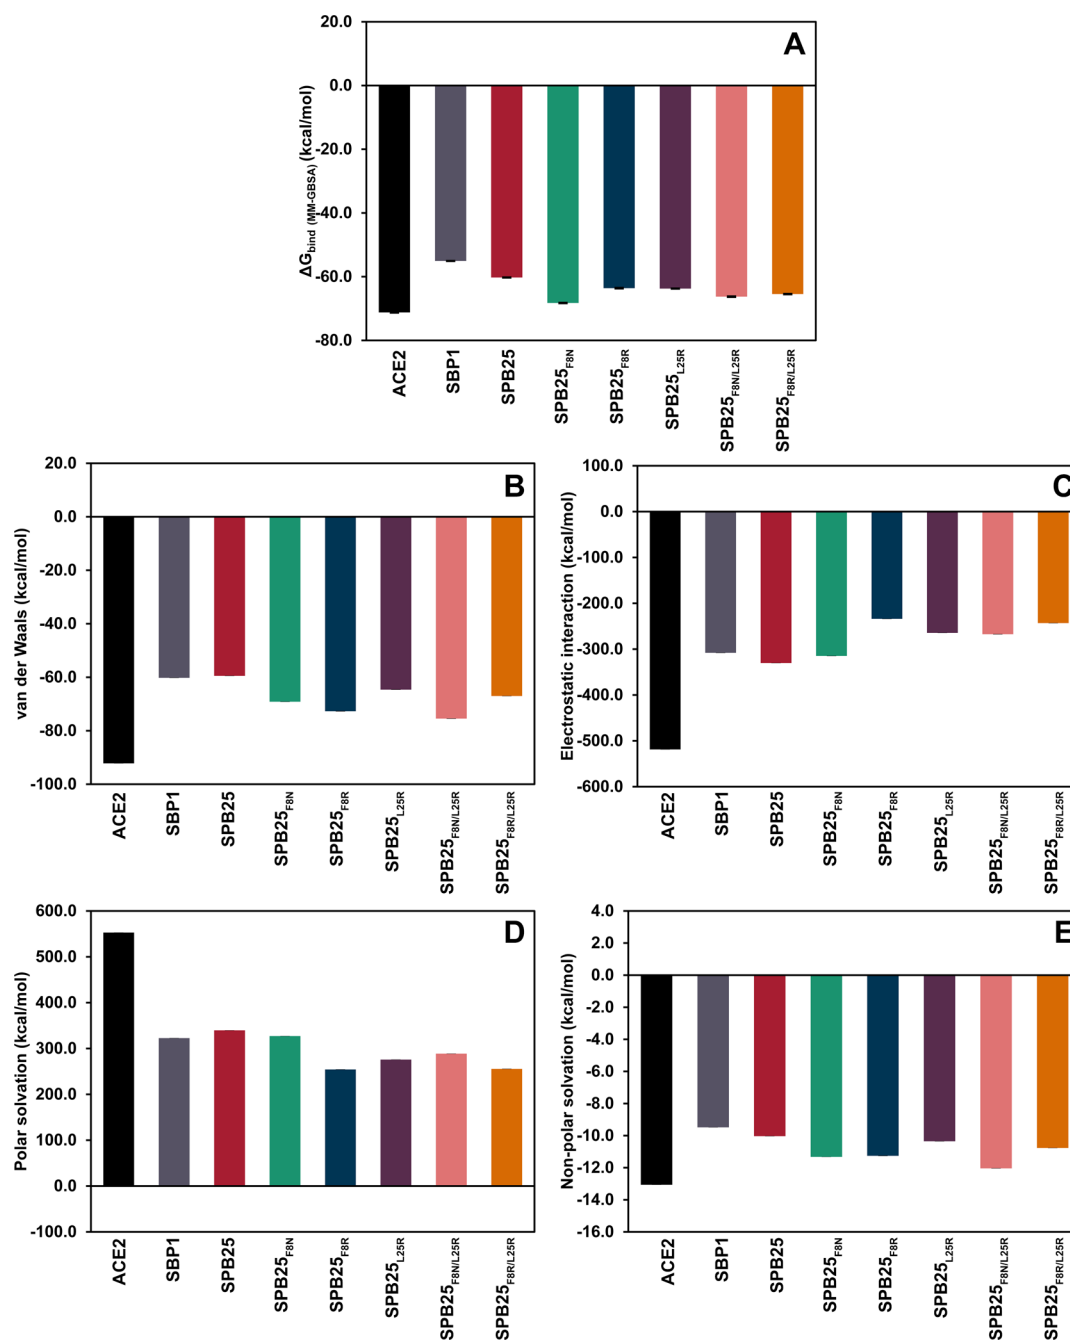 A
ΔGbind (MM-GBSA) (kcal/mol)
20.0
0.0
-20.0
-40.0
-60.0
-80.0
ACE2
SBP1
SPB25
SPB25F8N
SPB25F8R
SPB25L25R
SPB25F8N/L25R
SPB25F8R/L25R
B
van der Waals (kcal/mol)
20.0
0.0
-20.0
-40.0
-60.0
-80.0
-100.0
ACE2
SBP1
SPB25
SPB25F8N
SPB25F8R
SPB25L25R
SPB25F8N/L25R
SPB25F8R/L25R
C
Electrostatic interaction (kcal/mol)
100.0
0.0
-100.0
-200.0
-300.0
-400.0
-500.0
-600.0
ACE2
SBP1
SPB25
SPB25F8N
SPB25F8R
SPB25L25R
SPB25F8N/L25R
SPB25F8R/L25R
D
Polar solvation (kcal/mol)
600.0
500.0
400.0
300.0
200.0
100.0
0.0
-100.0
ACE2
SBP1
SPB25
SPB25F8N
SPB25F8R
SPB25L25R
SPB25F8N/L25R
SPB25F8R/L25R
E
Non-polar solvation (kcal/mol)
4.0
2.0
0.0
-2.0
-4.0
-6.0
-8.0
-10.0
-12.0
-14.0
-16.0
ACE2
SBP1
SPB25
SPB25F8N
SPB25F8R
SPB25L25R
SPB25F8N/L25R
SPB25F8R/L25R